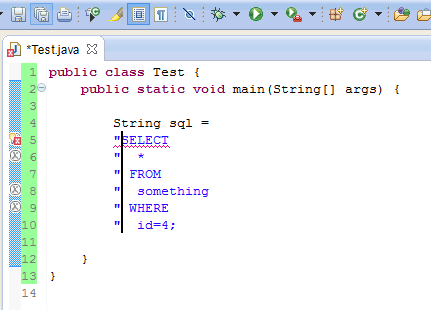 *Test.java
1 public class Test {
2 public static void main(String[] args) {
3
4 String sql =
5 "SELECT
6 " *
7 " FROM
8 " something
9 " WHERE
10 " id=4;
11
12 }
13 }
14